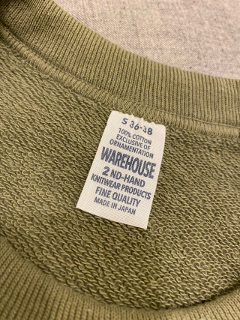 S 36-38
100% COTTON
EXCLUSIVE OF
ORNAMENTATION
WAREHOUSE
2 ND-HAND
KNITWEAR PRODUCTS
FINE QUALITY
MADE IN JAPAN